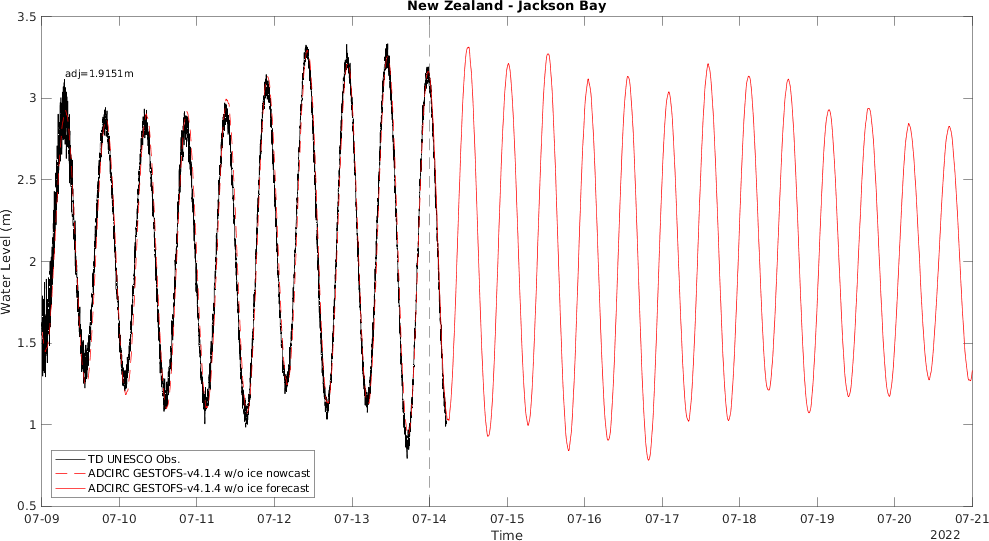 New Zealand - Jackson Bay
3.5
adj=1.9151m
3
2.5
2
1.5
1
0.5
Water Level (m)
TD UNESCO Obs.
ADCIRC GESTOFS-v4.1.4 w/o ice nowcast
ADCIRC GESTOFS-v4.1.4 w/o ice forecast
07-09 07-10 07-11 07-12 07-13 07-14 07-15 07-16 07-17 07-18 07-19 07-20 07-21
Time
2022